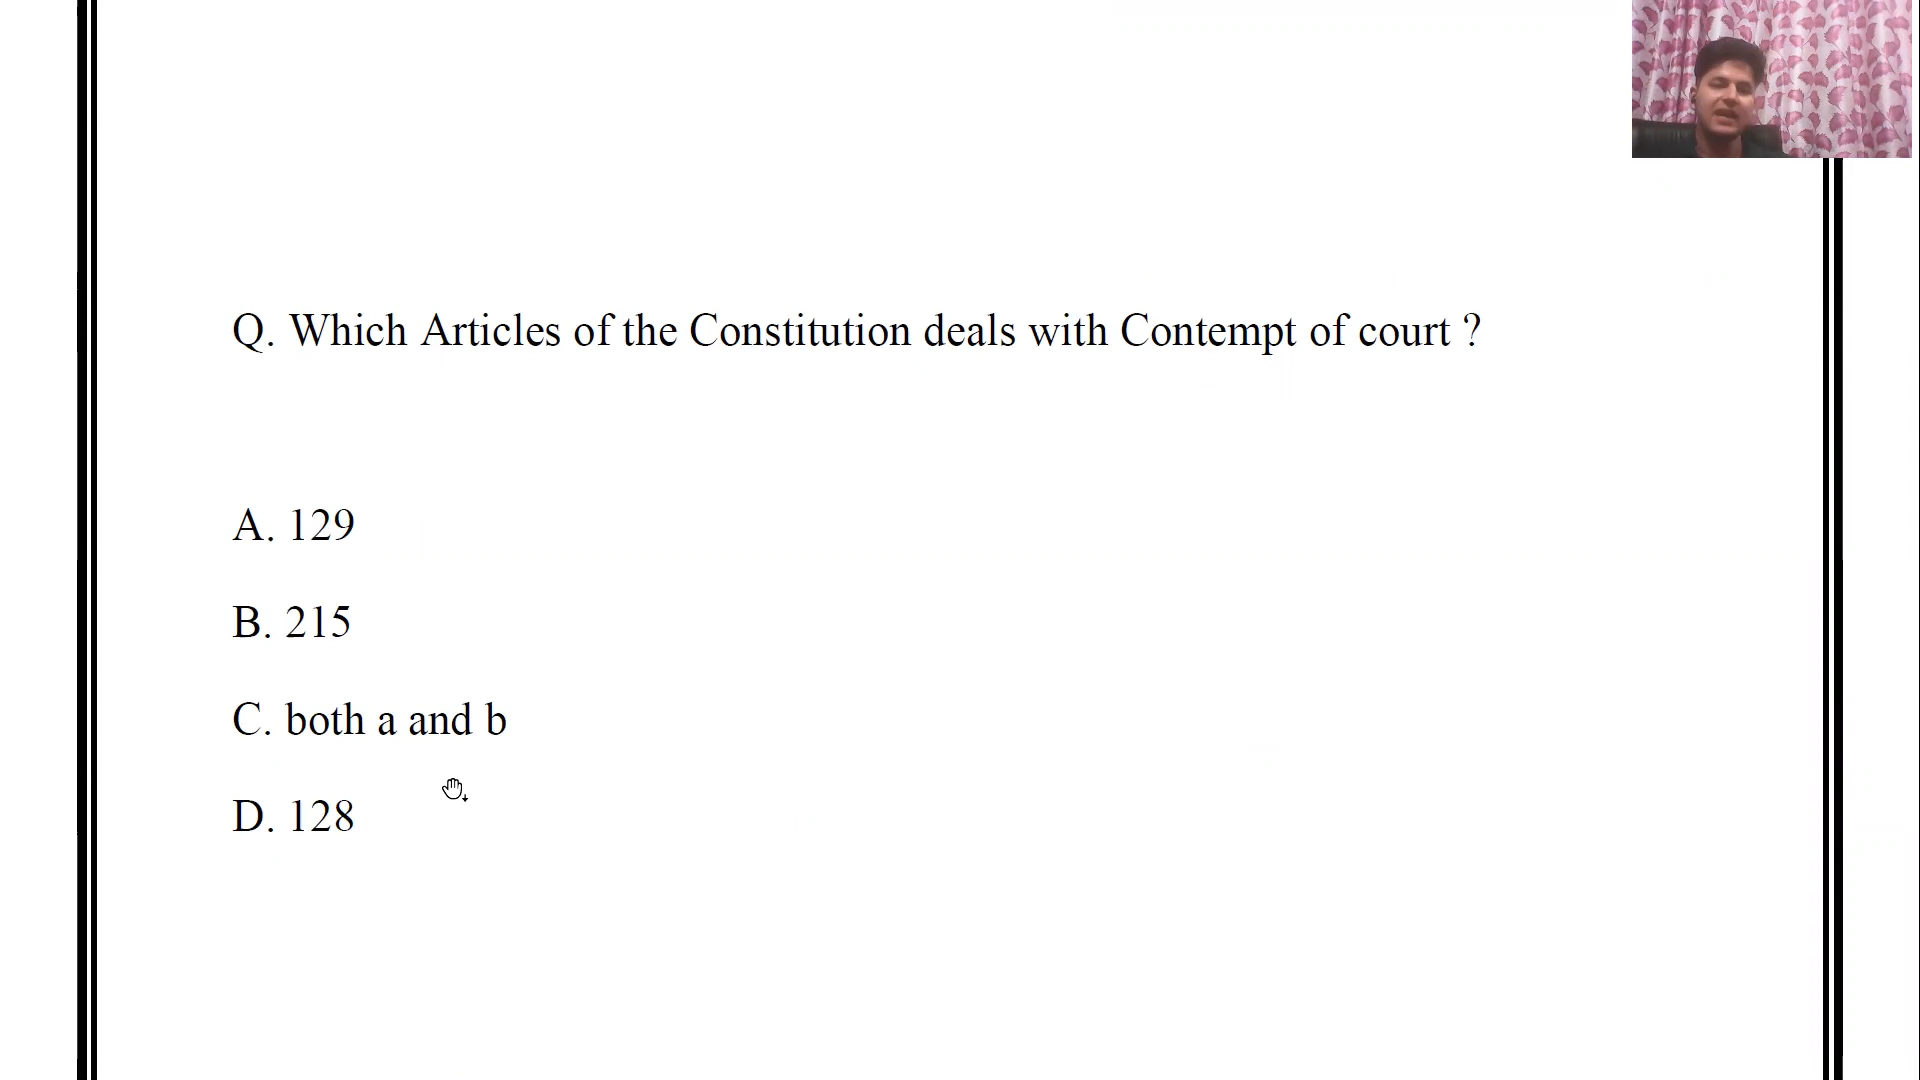 Q. Which Articles of the Constitution deals with Contempt of court ?
A. 129
B. 215
C. both a and b
D. 128